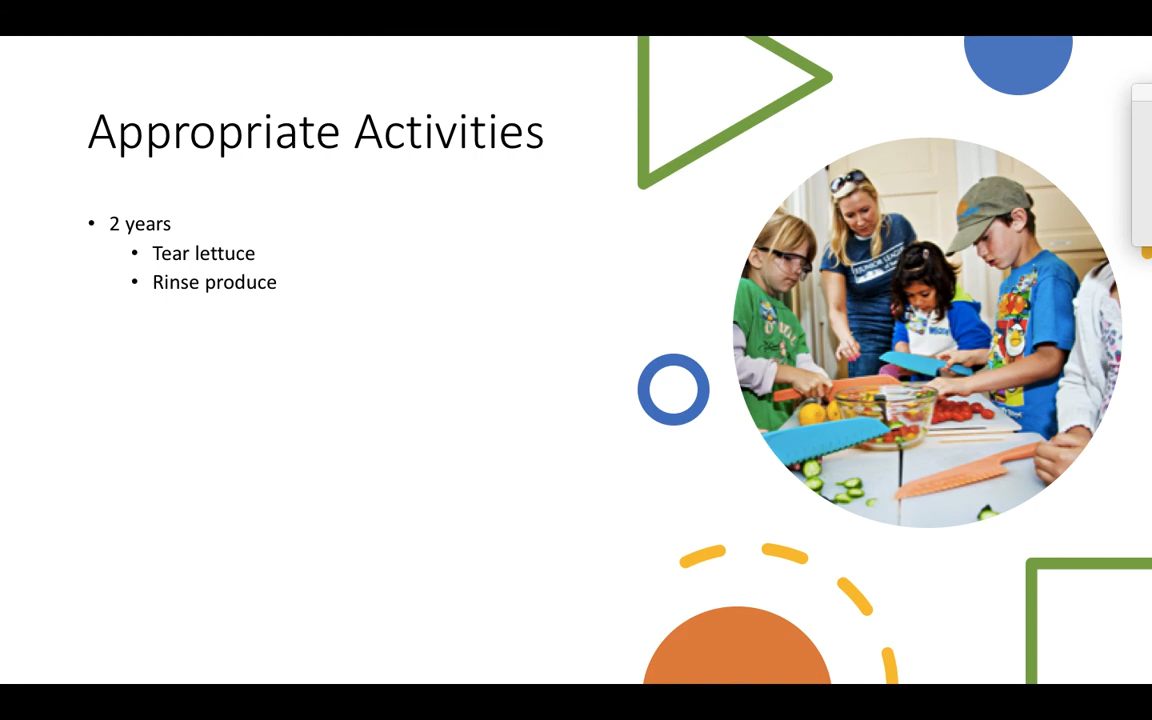 Appropriate Activities
• 2 years
• Tear lettuce
• Rinse produce